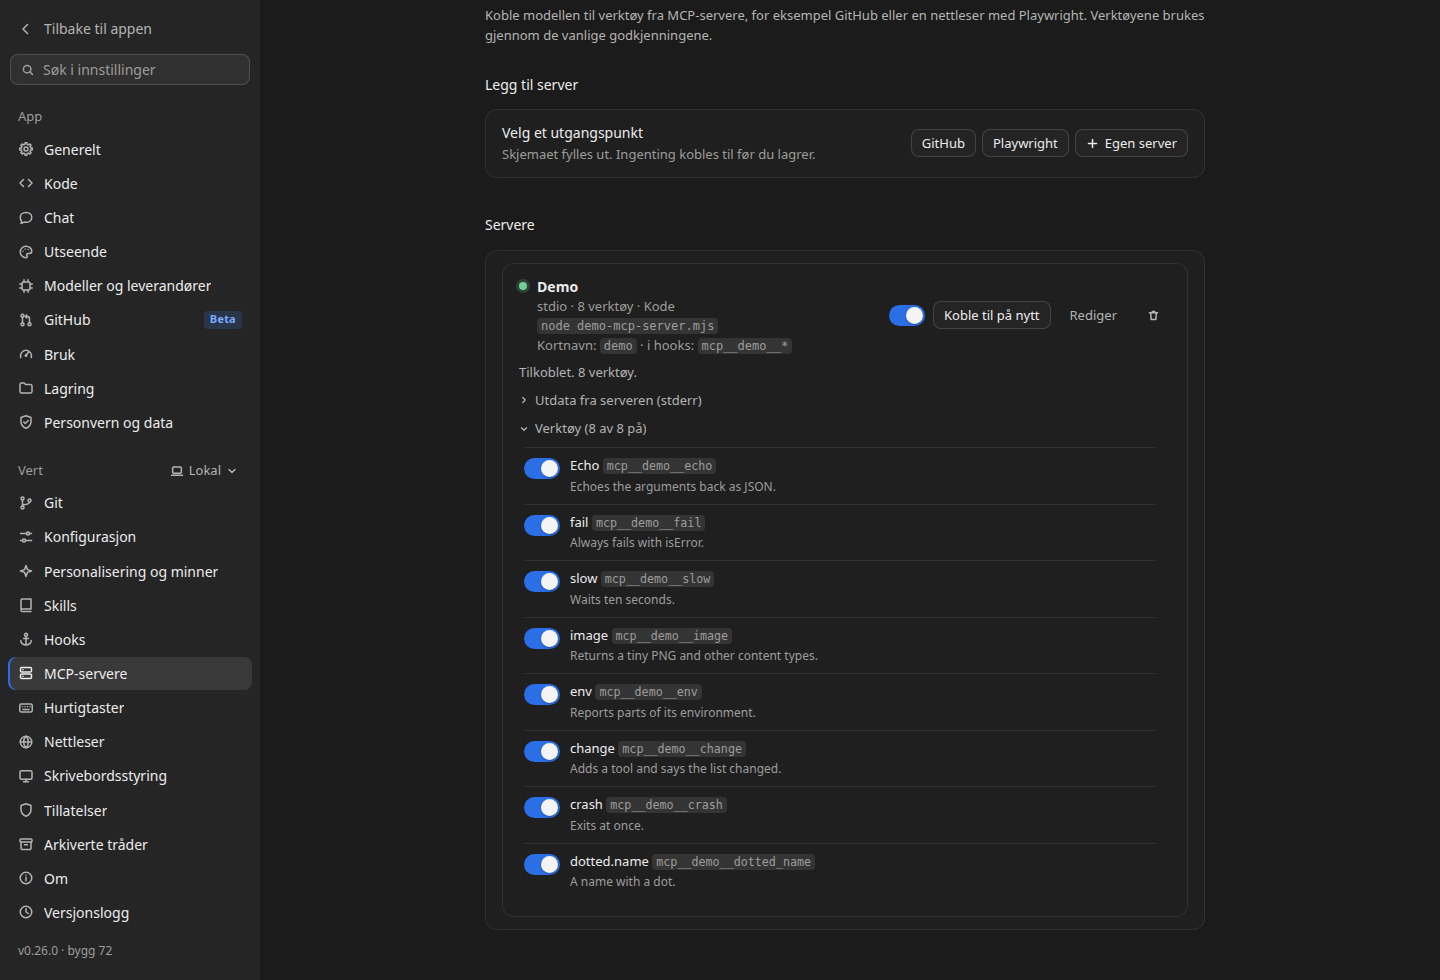 Tilbake til appen
Søk i innstillinger
App
Generelt
Kode
Chat
Utseende
Modeller og leverandører
GitHub Beta
Bruk
Lagring
Personvern og data
Vert Lokal
Git
Konfigurasjon
Personalisering og minner
Skills
Hooks
MCP-servere
Hurtigtaster
Nettleser
Skrivebordsstyring
Tillatelser
Arkiverte tråder
Om
Versjonslogg
v0.26.0 · bygg 72
Koble modellen til verktøy fra MCP-servere, for eksempel GitHub eller en nettleser med Playwright. Verktøyene brukes
gjennom de vanlige godkjenningene.
Legg til server
Velg et utgangspunkt
Skjemaet fylles ut. Ingenting kobles til før du lagrer.
GitHub Playwright Egen server
Servere
Demo
stdio · 8 verktøy · Kode
node demo-mcp-server.mjs
Kortnavn: demo · i hooks: mcp__demo__*
Koble til på nytt Rediger
Tilkoblet. 8 verktøy.
Utdata fra serveren (stderr)
Verktøy (8 av 8 på)
Echo mcp__demo__echo
Echoes the arguments back as JSON.
fail mcp__demo__fail
Always fails with isError.
slow mcp__demo__slow
Waits ten seconds.
image mcp__demo__image
Returns a tiny PNG and other content types.
env mcp__demo__env
Reports parts of its environment.
change mcp__demo__change
Adds a tool and says the list changed.
crash mcp__demo__crash
Exits at once.
dotted.name mcp__demo__dotted_name
A name with a dot.